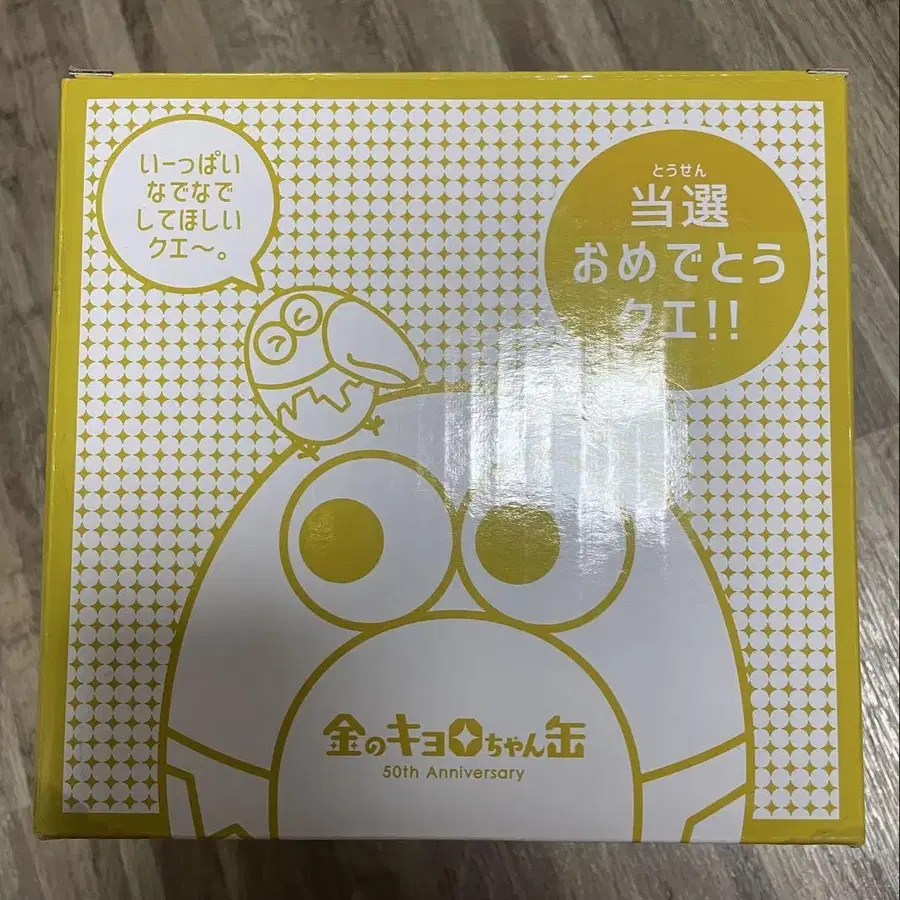 いーっぱい
なでなで
してほしい
クエ〜。
とうせん
当選
おめでとう
クエ!!
金のキョロちゃん缶
50th Anniversary